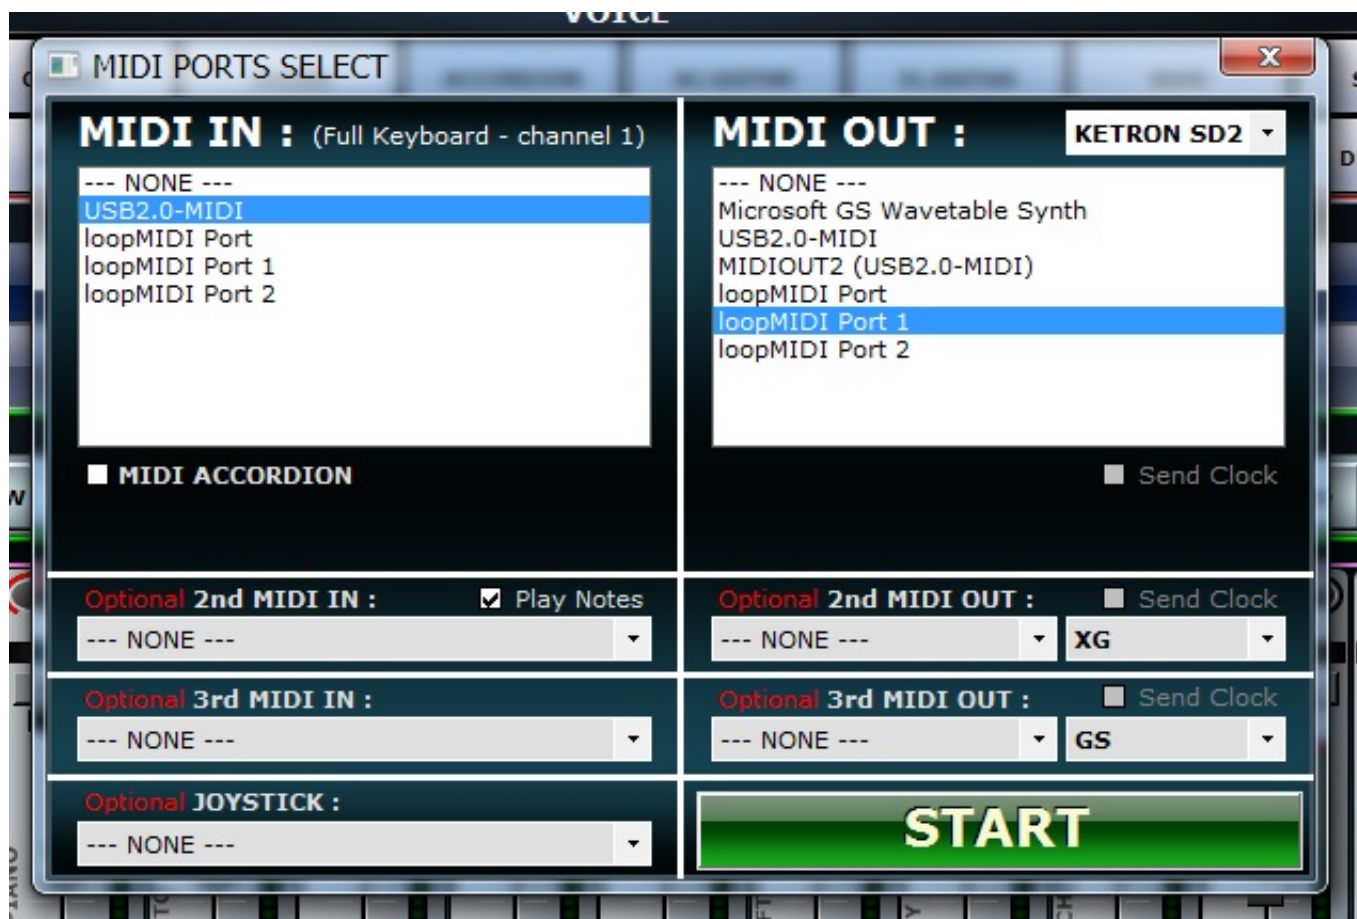 VOICE
MIDI PORTS SELECT
X
MIDI IN : (Full Keyboard - channel 1)
--- NONE ---
USB2.0-MIDI
loopMIDI Port
loopMIDI Port 1
loopMIDI Port 2
MIDI ACCORDION
MIDI OUT :
KETRON SD2
--- NONE ---
Microsoft GS Wavetable Synth
USB2.0-MIDI
MIDIOUT2 (USB2.0-MIDI)
loopMIDI Port
loopMIDI Port 1
loopMIDI Port 2
Send Clock
Optional 2nd MIDI IN :
Play Notes
--- NONE ---
Optional 2nd MIDI OUT :
Send Clock
--- NONE ---
XG
Optional 3rd MIDI IN :
--- NONE ---
Optional 3rd MIDI OUT :
Send Clock
--- NONE ---
GS
Optional JOYSTICK :
--- NONE ---
START